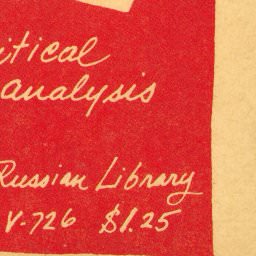 itical
analysis
Russian Library
V-726 $1.25